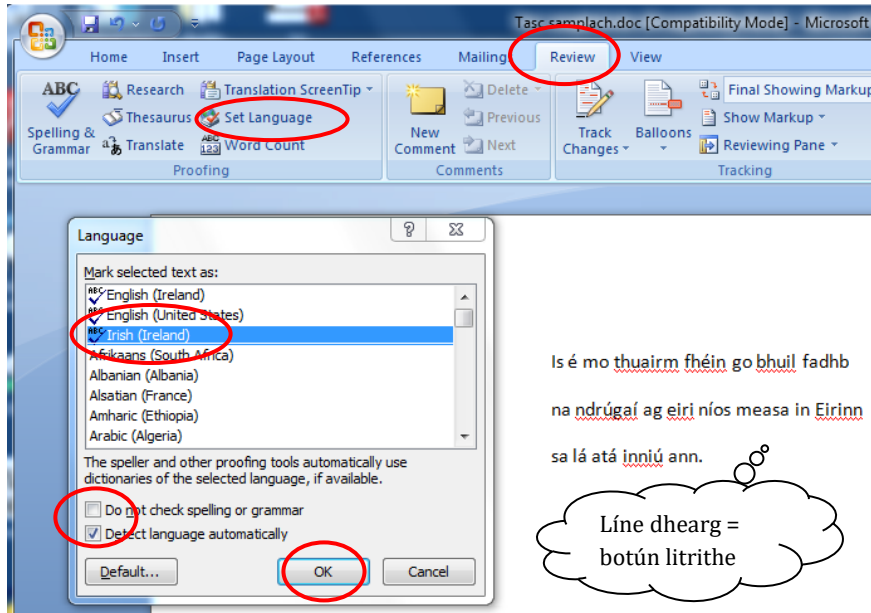 Tasc samplach.doc [Compatibility Mode] - Microsoft
Home Insert Page Layout References Mailing Review View
ABC Research Translation ScreenTip Delete Final Showing Markup
Thesaurus Set Language Previous Show Markup
Spelling & Grammar Translate ABC 123 Word Count New Comment Next Track Changes Balloons Reviewing Pane
Proofing Comments Tracking
Language
Mark selected text as:
ABC English (Ireland)
ABC English (United States)
ABC Irish (Ireland)
Afrikaans (South Africa)
Albanian (Albania)
Alsatian (France)
Amharic (Ethiopia)
Arabic (Algeria)
The speller and other proofing tools automatically use
dictionaries of the selected language, if available.
Do not check spelling or grammar
Detect language automatically
Default... OK Cancel
Is é mo thuairm fhéin go bhuil fadhb
na ndrúgaí ag eiri níos measa in Eirinn
sa lá atá inniú ann.
Líne dhearg =
botún litrithe